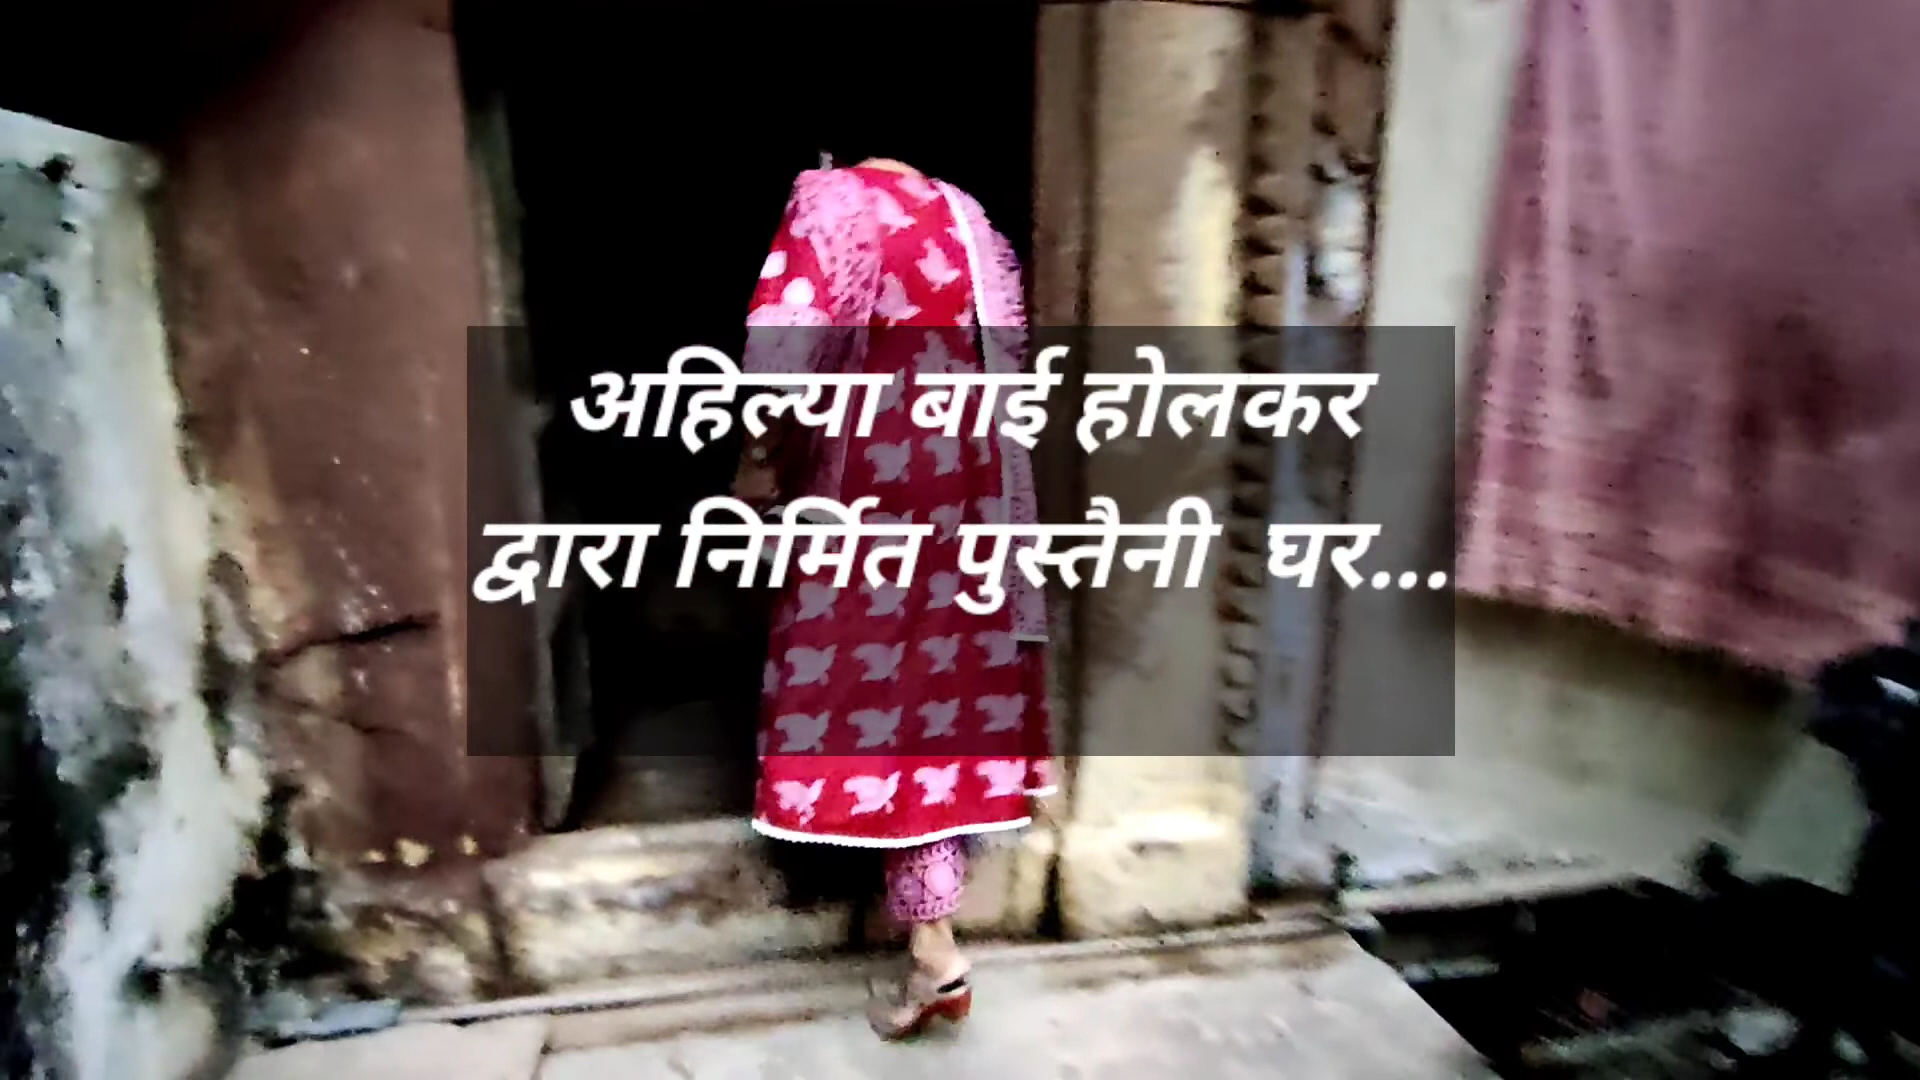 अहिल्या बाई होलकर
द्वारा निर्मित पुस्तैनी घर...